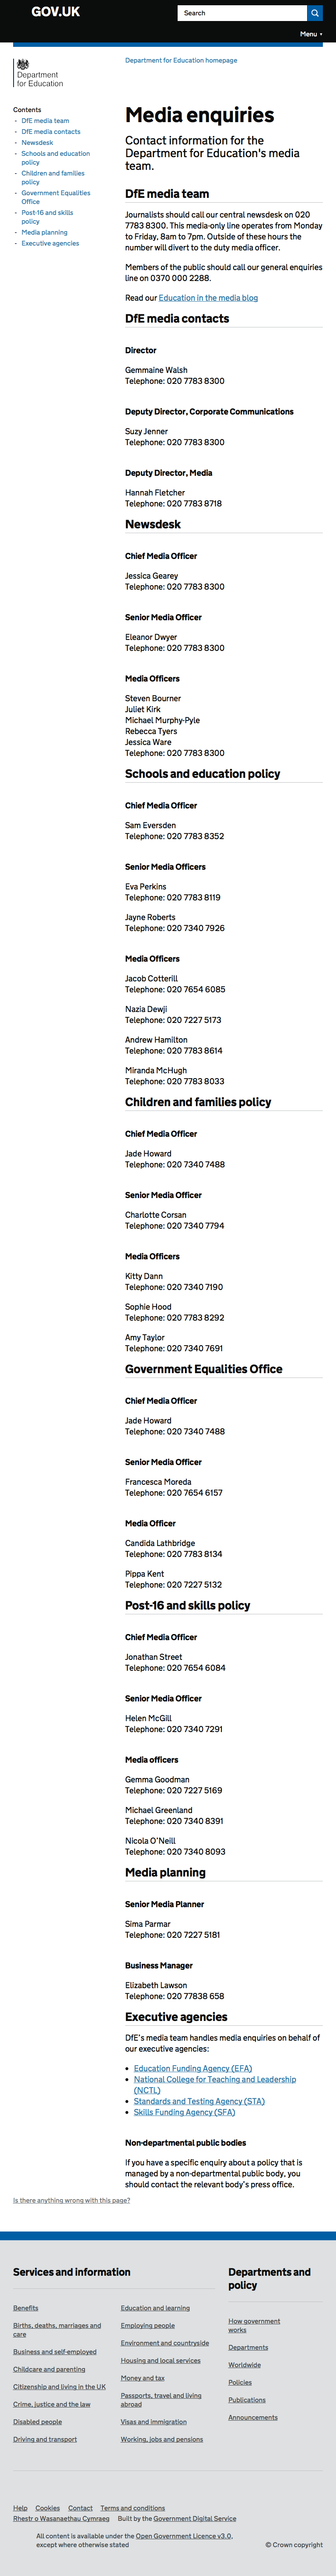 GOV.UK
Search
Menu
Department
for Education
Department for Education homepage
Contents
- DfE media team
- DfE media contacts
- Newsdesk
- Schools and education
policy
- Children and families
policy
- Government Equalities
Office
- Post-16 and skills
policy
- Media planning
- Executive agencies
Media enquiries
Contact information for the
Department for Education's media
team.
DfE media team
Journalists should call our central newsdesk on 020
7783 8300. This media-only line operates from Monday
to Friday, 8am to 7pm. Outside of these hours the
number will divert to the duty media officer.
Members of the public should call our general enquiries
line on 0370 000 2288.
Read our Education in the media blog
DfE media contacts
Director
Gemmaine Walsh
Telephone: 020 7783 8300
Deputy Director, Corporate Communications
Suzy Jenner
Telephone: 020 7783 8300
Deputy Director, Media
Hannah Fletcher
Telephone: 020 7783 8718
Newsdesk
Chief Media Officer
Jessica Gearey
Telephone: 020 7783 8300
Senior Media Officer
Eleanor Dwyer
Telephone: 020 7783 8300
Media Officers
Steven Bourner
Juliet Kirk
Michael Murphy-Pyle
Rebecca Tyers
Jessica Ware
Telephone: 020 7783 8300
Schools and education policy
Chief Media Officer
Sam Eversden
Telephone: 020 7783 8352
Senior Media Officers
Eva Perkins
Telephone: 020 7783 8119
Jayne Roberts
Telephone: 020 7340 7926
Media Officers
Jacob Cotterill
Telephone: 020 7654 6085
Nazia Dewji
Telephone: 020 7227 5173
Andrew Hamilton
Telephone: 020 7783 8614
Miranda McHugh
Telephone: 020 7783 8033
Children and families policy
Chief Media Officer
Jade Howard
Telephone: 020 7340 7488
Senior Media Officer
Charlotte Corsan
Telephone: 020 7340 7794
Media Officers
Kitty Dann
Telephone: 020 7340 7190
Sophie Hood
Telephone: 020 7783 8292
Amy Taylor
Telephone: 020 7340 7691
Government Equalities Office
Chief Media Officer
Jade Howard
Telephone: 020 7340 7488
Senior Media Officer
Francesca Moreda
Telephone: 020 7654 6157
Media Officer
Candida Lathbridge
Telephone: 020 7783 8134
Pippa Kent
Telephone: 020 7227 5132
Post-16 and skills policy
Chief Media Officer
Jonathan Street
Telephone: 020 7654 6084
Senior Media Officer
Helen McGill
Telephone: 020 7340 7291
Media officers
Gemma Goodman
Telephone: 020 7227 5169
Michael Greenland
Telephone: 020 7340 8391
Nicola O'Neill
Telephone: 020 7340 8093
Media planning
Senior Media Planner
Sima Parmar
Telephone: 020 7227 5181
Business Manager
Elizabeth Lawson
Telephone: 020 77838 658
Executive agencies
DfE's media team handles media enquiries on behalf of
our executive agencies:
• Education Funding Agency (EFA)
• National College for Teaching and Leadership
(NCTL)
• Standards and Testing Agency (STA)
• Skills Funding Agency (SFA)
Non-departmental public bodies
If you have a specific enquiry about a policy that is
managed by a non-departmental public body, you
should contact the relevant body's press office.
Is there anything wrong with this page?
Services and information
Benefits
Births, deaths, marriages and
care
Business and self-employed
Childcare and parenting
Citizenship and living in the UK
Crime, justice and the law
Disabled people
Driving and transport
Education and learning
Employing people
Environment and countryside
Housing and local services
Money and tax
Passports, travel and living
abroad
Visas and immigration
Working, jobs and pensions
Departments and
policy
How government
works
Departments
Worldwide
Policies
Publications
Announcements
Help Cookies Contact Terms and conditions
Rhestr o Wasanaethau Cymraeg Built by the Government Digital Service
All content is available under the Open Government Licence v3.0,
except where otherwise stated
© Crown copyright